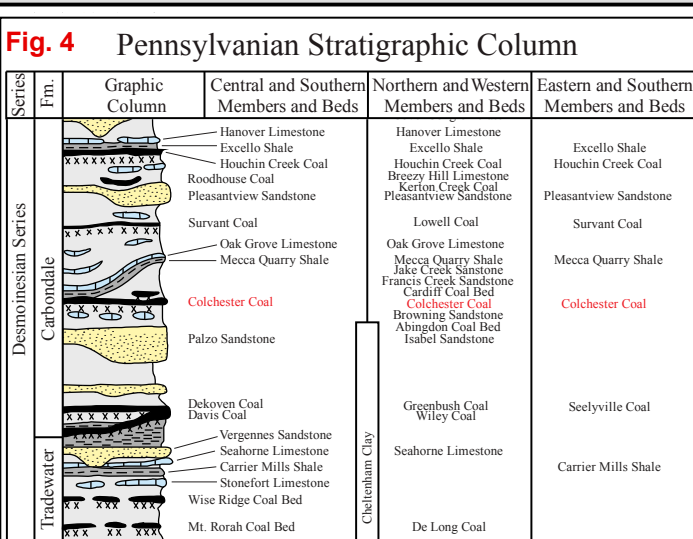 Fig. 4
Pennsylvanian Stratigraphic Column
Series
Fm.
Graphic
Column
Central and Southern
Members and Beds
Northern and Western
Members and Beds
Eastern and Southern
Members and Beds
Desmoinesian Series
Carbondale
Tradewater
Hanover Limestone
Excello Shale
Houchin Creek Coal
Roodhouse Coal
Pleasantview Sandstone
Survant Coal
Oak Grove Limestone
Mecca Quarry Shale
Colchester Coal
Palzo Sandstone
Dekoven Coal
Davis Coal
Vergennes Sandstone
Seahorne Limestone
Carrier Mills Shale
Stonefort Limestone
Wise Ridge Coal Bed
Mt. Rorah Coal Bed
Cheltenham Clay
Hanover Limestone
Excello Shale
Houchin Creek Coal
Breezy Hill Limestone
Kerton Creek Coal
Pleasantview Sandstone
Lowell Coal
Oak Grove Limestone
Mecca Quarry Shale
Jake Creek Sanstone
Francis Creek Sandstone
Cardiff Coal Bed
Colchester Coal
Browning Sandstone
Abingdon Coal Bed
Isabel Sandstone
Greenbush Coal
Wiley Coal
Seahorne Limestone
De Long Coal
Excello Shale
Houchin Creek Coal
Pleasantview Sandstone
Survant Coal
Mecca Quarry Shale
Colchester Coal
Seelyville Coal
Carrier Mills Shale